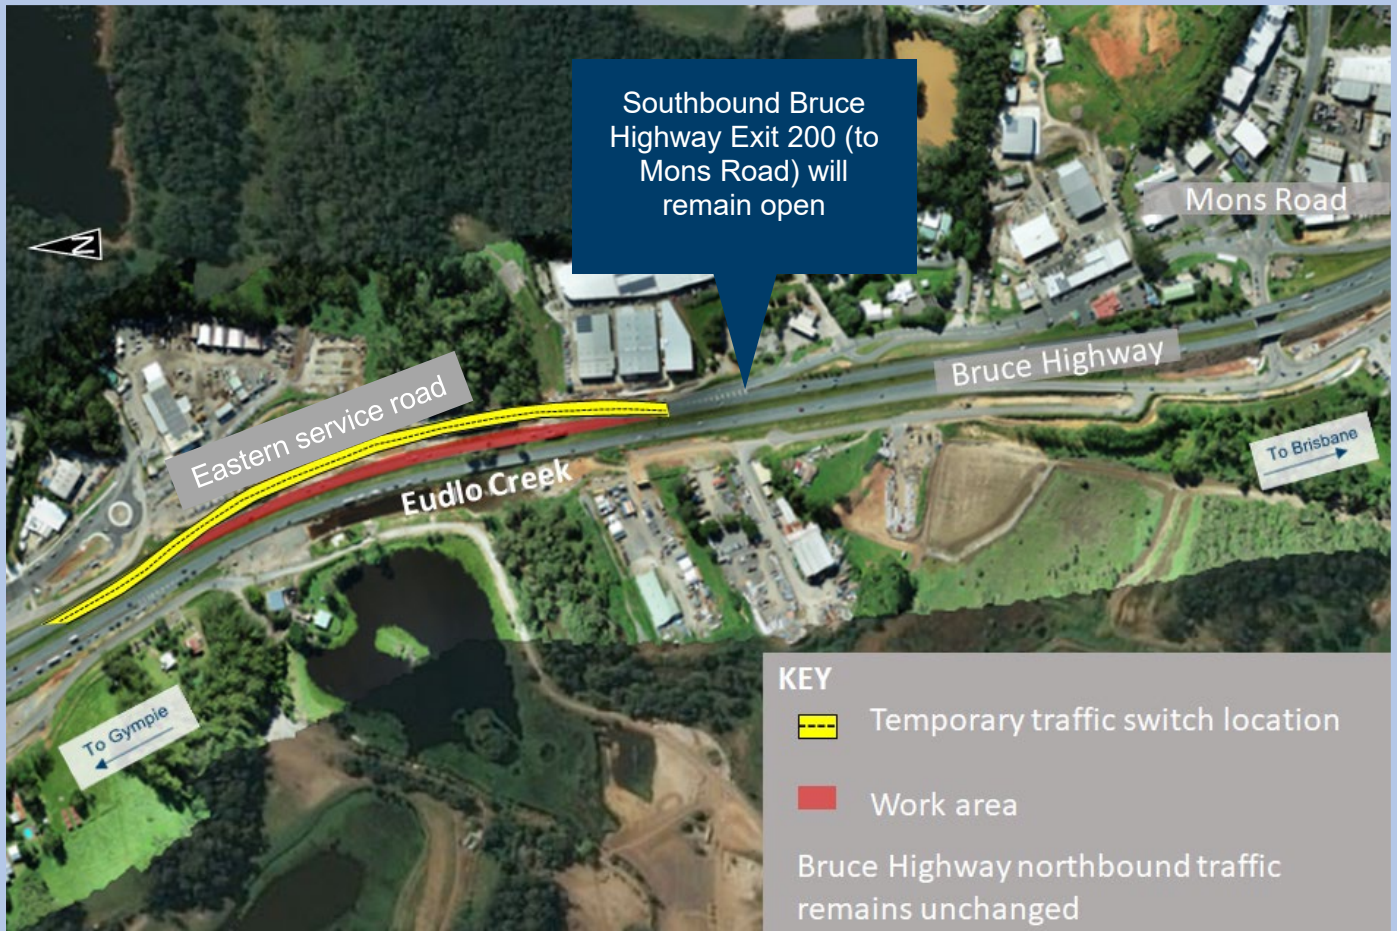 Southbound Bruce
Highway Exit 200 (to
Mons Road) will
remain open
Mons Road
N
Bruce Highway
Eastern service road
Eudlo Creek
To Brisbane
To Gympie
KEY
Temporary traffic switch location
Work area
Bruce Highway northbound traffic
remains unchanged